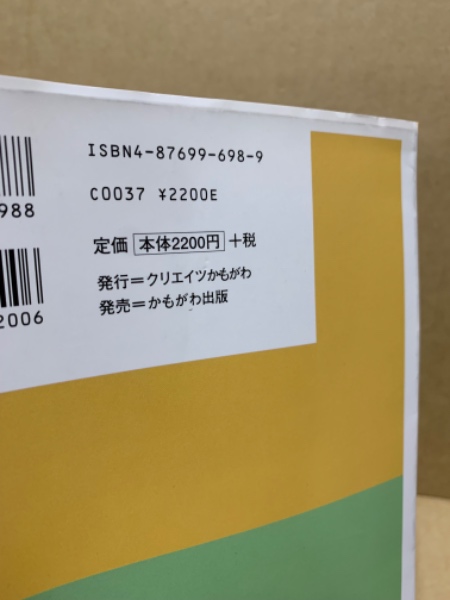 ISBN4-87699-698-9
C0037 ¥2200E
988
定価 本体2200円 +税
2006
発行=クリエイツかもがわ
発売=かもがわ出版